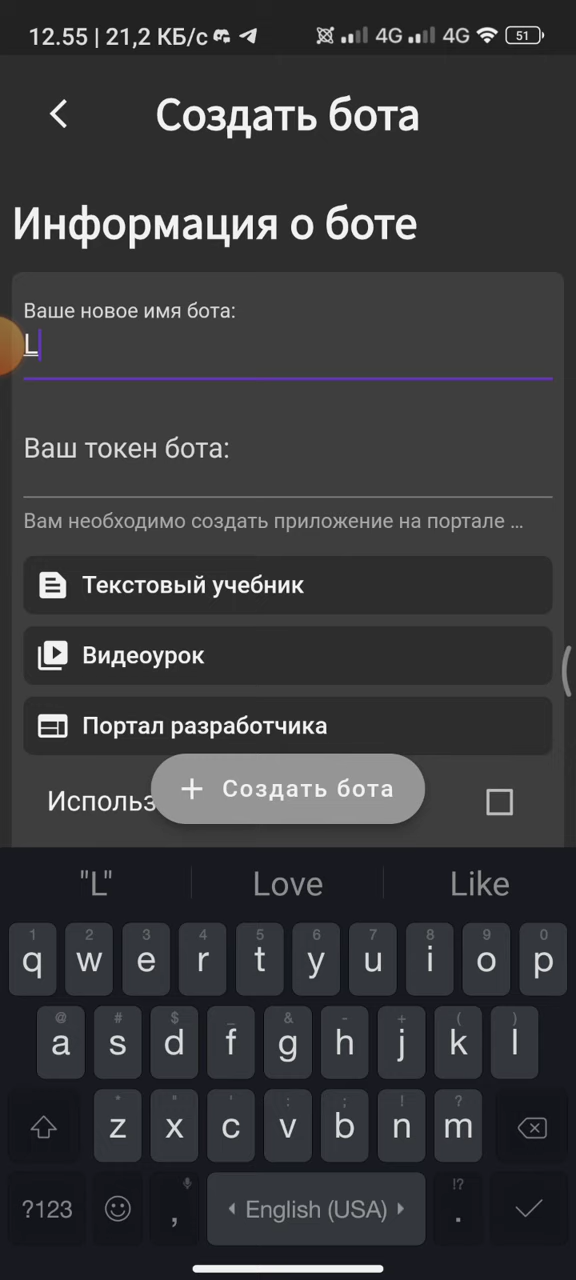 12.55 | 21,2 КБ/с 4G 4G 51
Создать бота
Информация о боте
Ваше новое имя бота:
L
Ваш токен бота:
Вам необходимо создать приложение на портале ...
Текстовый учебник
Видеоурок
Портал разработчика
Использ
+ Создать бота
"L" Love Like
1 2 3 4 5 6 7 8 9 0
q w e r t y u i o p
@ # $ _ & - + ( )
a s d f g h j k l
* " ' : ; ! ?
z x c v b n m
?123 , English (USA) !? .